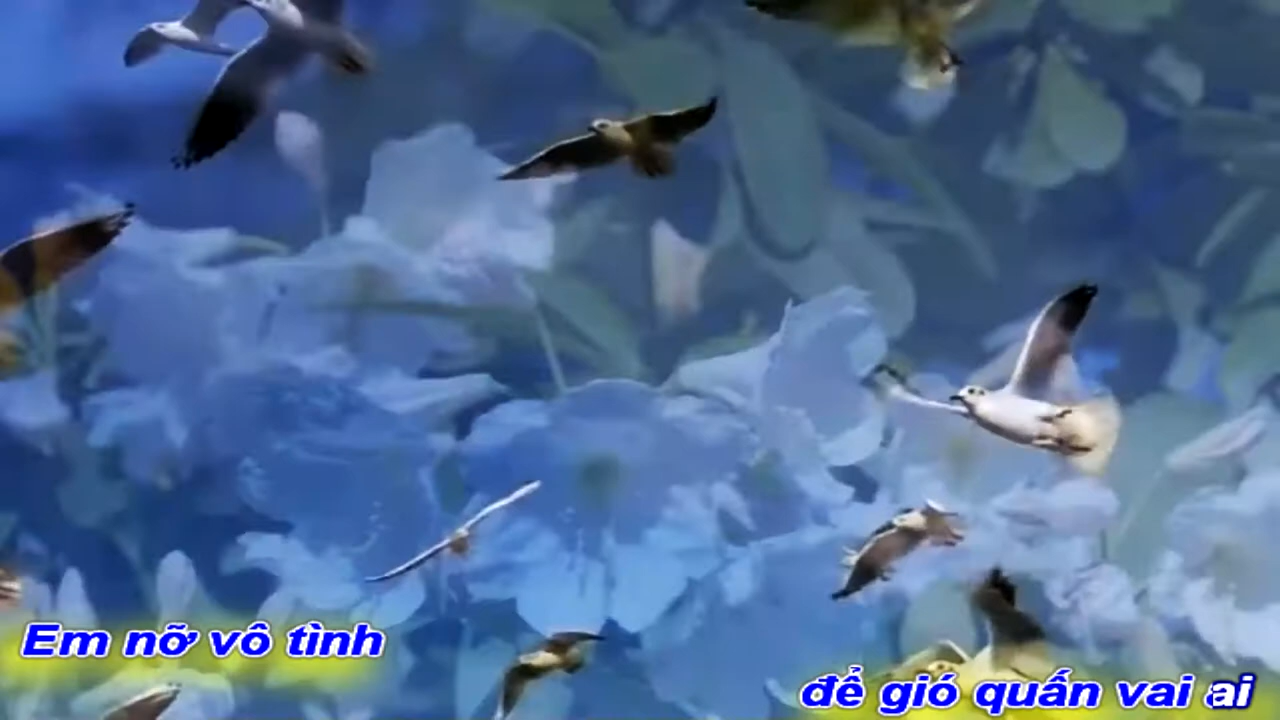 Em nỡ vô tình
để gió quấn vai ai